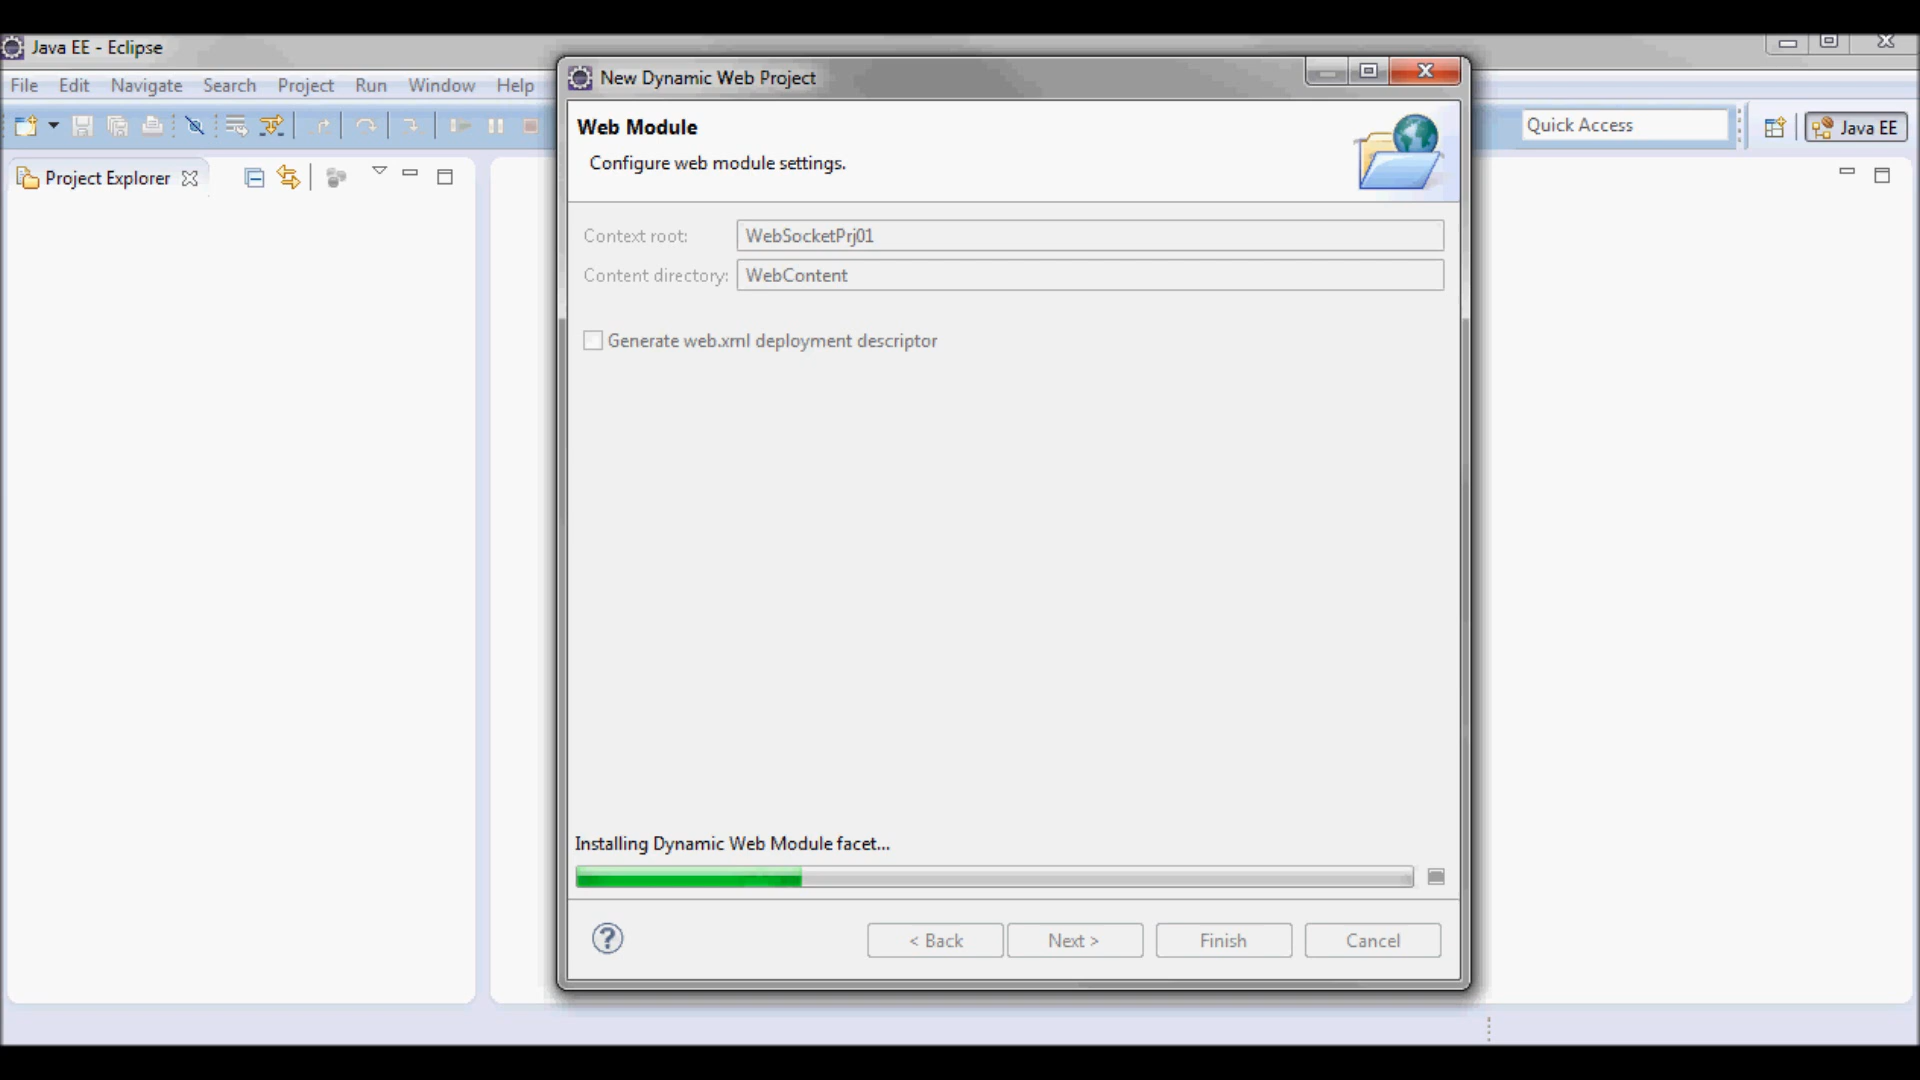 Java EE - Eclipse
File Edit Navigate Search Project Run Window Help
Quick Access
Java EE
Project Explorer
New Dynamic Web Project
Web Module
Configure web module settings.
Context root: WebSocketPrj01
Content directory: WebContent
Generate web.xml deployment descriptor
Installing Dynamic Web Module facet...
? < Back Next > Finish Cancel